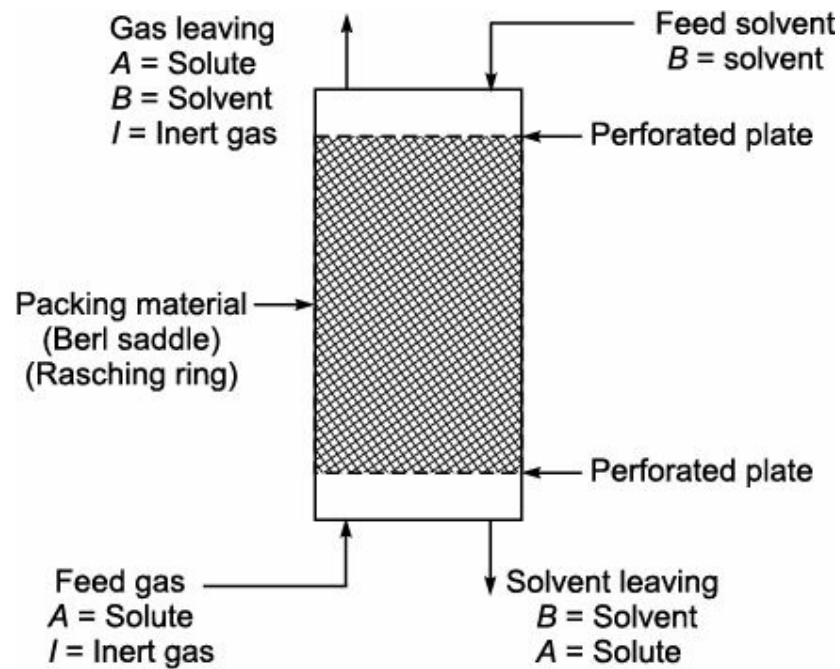 Gas leaving
A = Solute
B = Solvent
I = Inert gas
Feed solvent
B = solvent
Perforated plate
Packing material
(Berl saddle)
(Rasching ring)
Perforated plate
Feed gas
A = Solute
I = Inert gas
Solvent leaving
B = Solvent
A = Solute